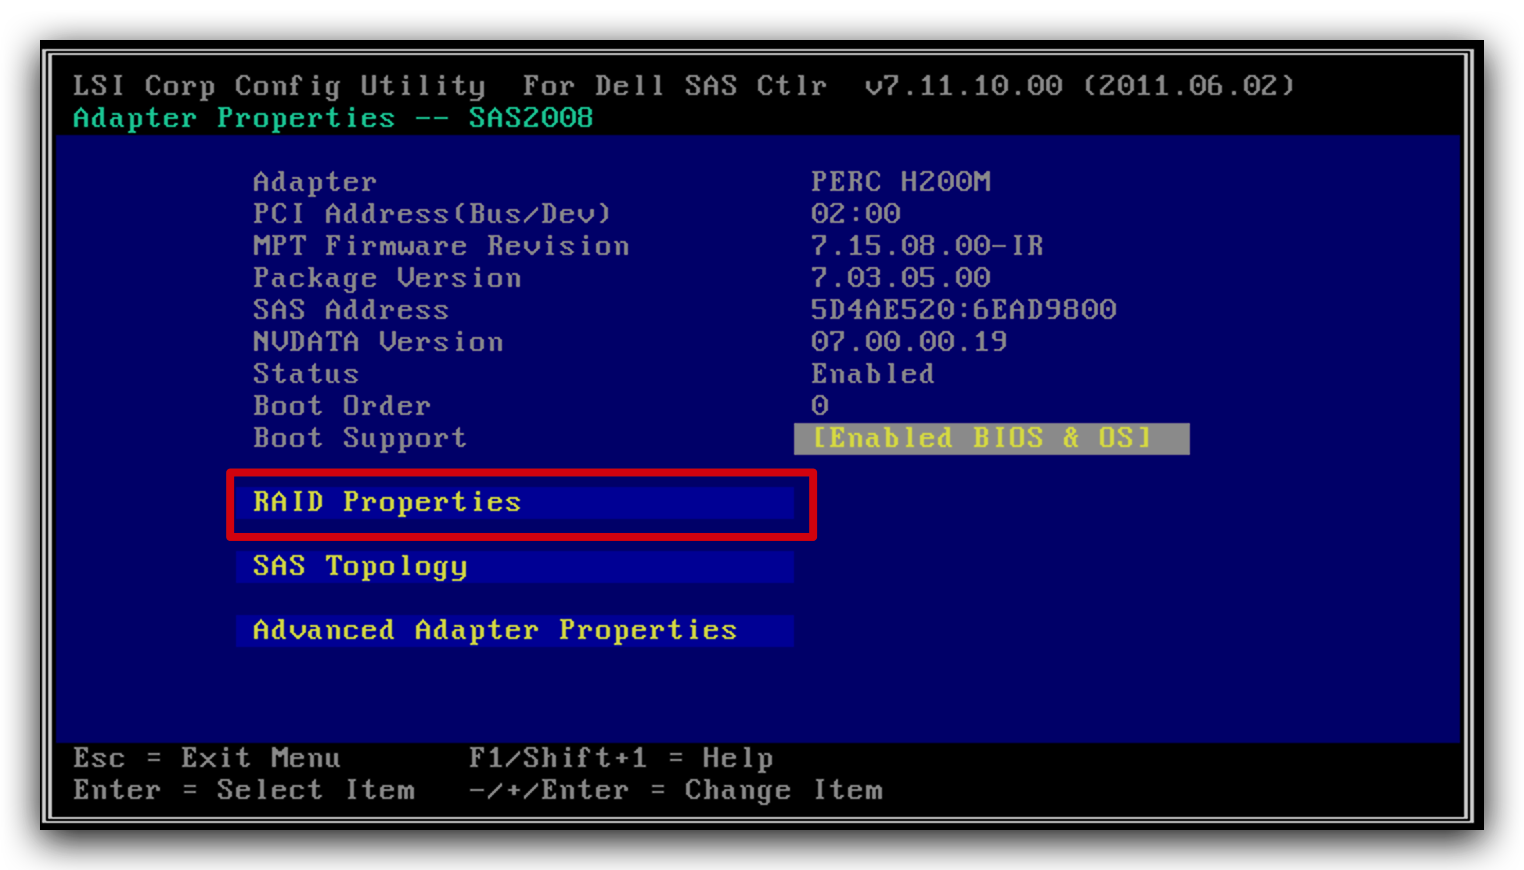 LSI Corp Config Utility For Dell SAS Ctlr v7.11.10.00 (2011.06.02)
Adapter Properties -- SAS2008
Adapter PERC H200M
PCI Address(Bus/Dev) 02:00
MPT Firmware Revision 7.15.08.00-IR
Package Version 7.03.05.00
SAS Address 5D4AE520:6EAD9800
NVDATA Version 07.00.00.19
Status Enabled
Boot Order 0
Boot Support [Enabled BIOS & OS]
RAID Properties
SAS Topology
Advanced Adapter Properties
Esc = Exit Menu F1/Shift+1 = Help
Enter = Select Item -/+/Enter = Change Item